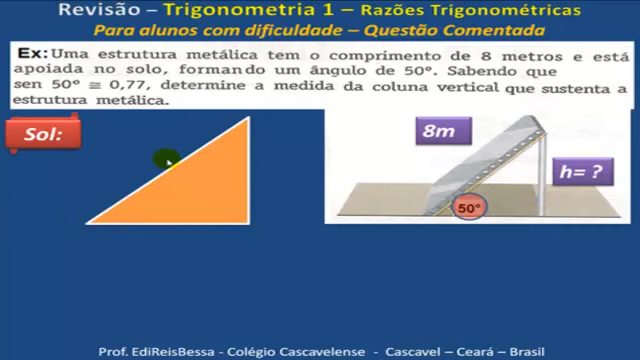 Revisão – Trigonometria 1 – Razões Trigonométricas
Para alunos com dificuldade – Questão Comentada
Ex: Uma estrutura metálica tem o comprimento de 8 metros e está
apoiada no solo, formando um ângulo de 50°. Sabendo que
sen 50° ≅ 0,77, determine a medida da coluna vertical que sustenta a
estrutura metálica.
Sol:
8m
h= ?
50°
Prof. EdiReisBessa - Colégio Cascavelense - Cascavel – Ceará – Brasil